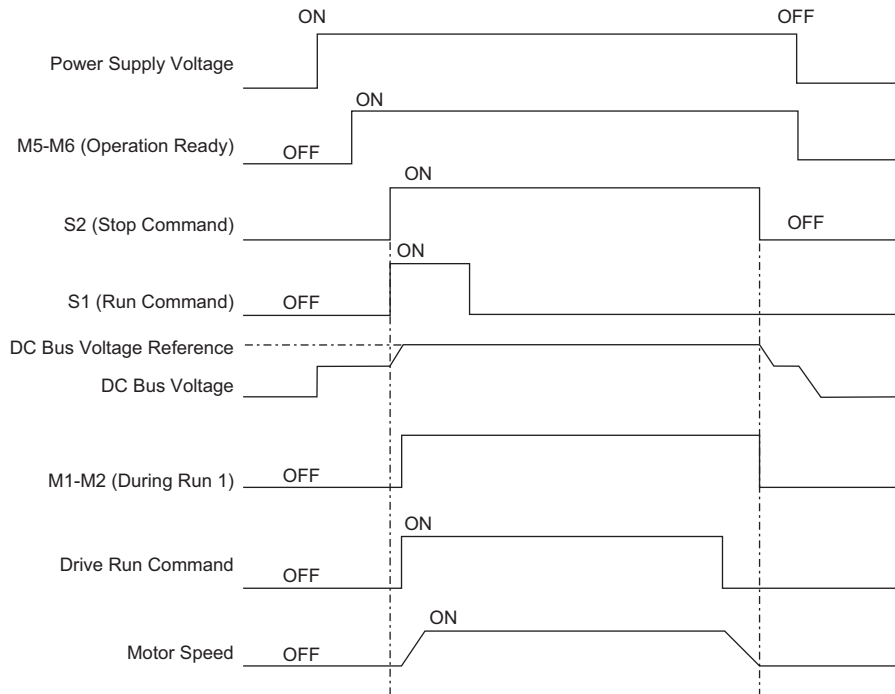 ON OFF
Power Supply Voltage
ON
M5-M6 (Operation Ready) OFF
ON
S2 (Stop Command) OFF
ON
S1 (Run Command) OFF
DC Bus Voltage Reference
DC Bus Voltage
M1-M2 (During Run 1) OFF
ON
Drive Run Command OFF
ON
Motor Speed OFF